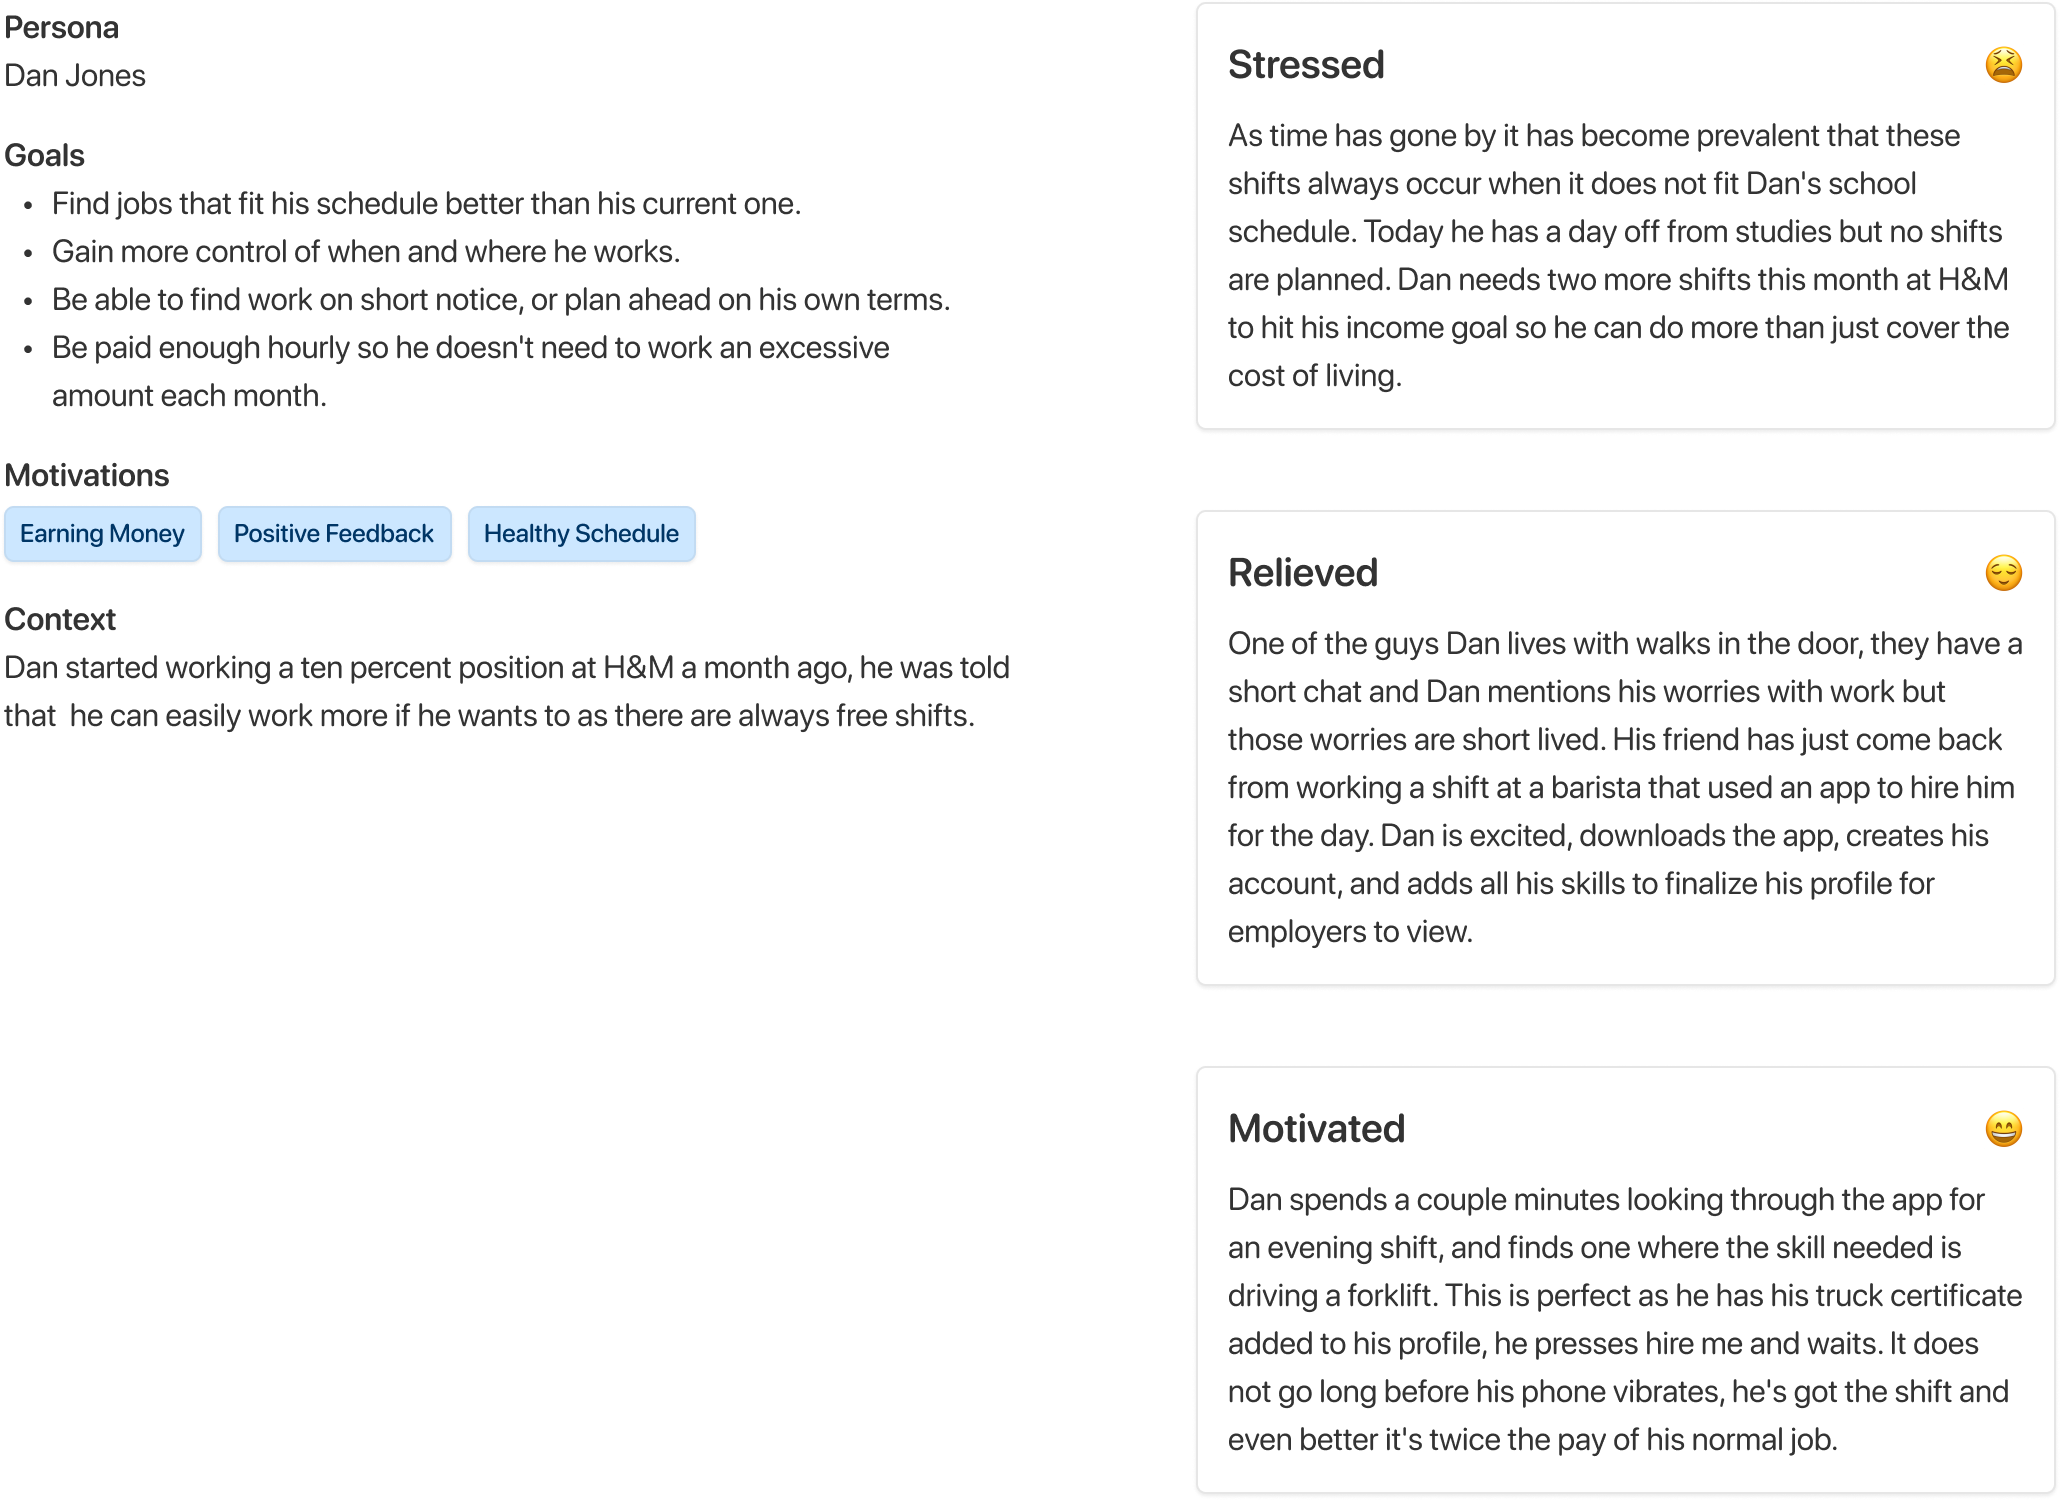 Persona
Dan Jones
Goals
• Find jobs that fit his schedule better than his current one.
• Gain more control of when and where he works.
• Be able to find work on short notice, or plan ahead on his own terms.
• Be paid enough hourly so he doesn't need to work an excessive
amount each month.
Motivations
Earning Money Positive Feedback Healthy Schedule
Context
Dan started working a ten percent position at H&M a month ago, he was told
that  he can easily work more if he wants to as there are always free shifts.
Stressed 😫
As time has gone by it has become prevalent that these
shifts always occur when it does not fit Dan's school
schedule. Today he has a day off from studies but no shifts
are planned. Dan needs two more shifts this month at H&M
to hit his income goal so he can do more than just cover the
cost of living.
Relieved 😌
One of the guys Dan lives with walks in the door, they have a
short chat and Dan mentions his worries with work but
those worries are short lived. His friend has just come back
from working a shift at a barista that used an app to hire him
for the day. Dan is excited, downloads the app, creates his
account, and adds all his skills to finalize his profile for
employers to view.
Motivated 😄
Dan spends a couple minutes looking through the app for
an evening shift, and finds one where the skill needed is
driving a forklift. This is perfect as he has his truck certificate
added to his profile, he presses hire me and waits. It does
not go long before his phone vibrates, he's got the shift and
even better it's twice the pay of his normal job.